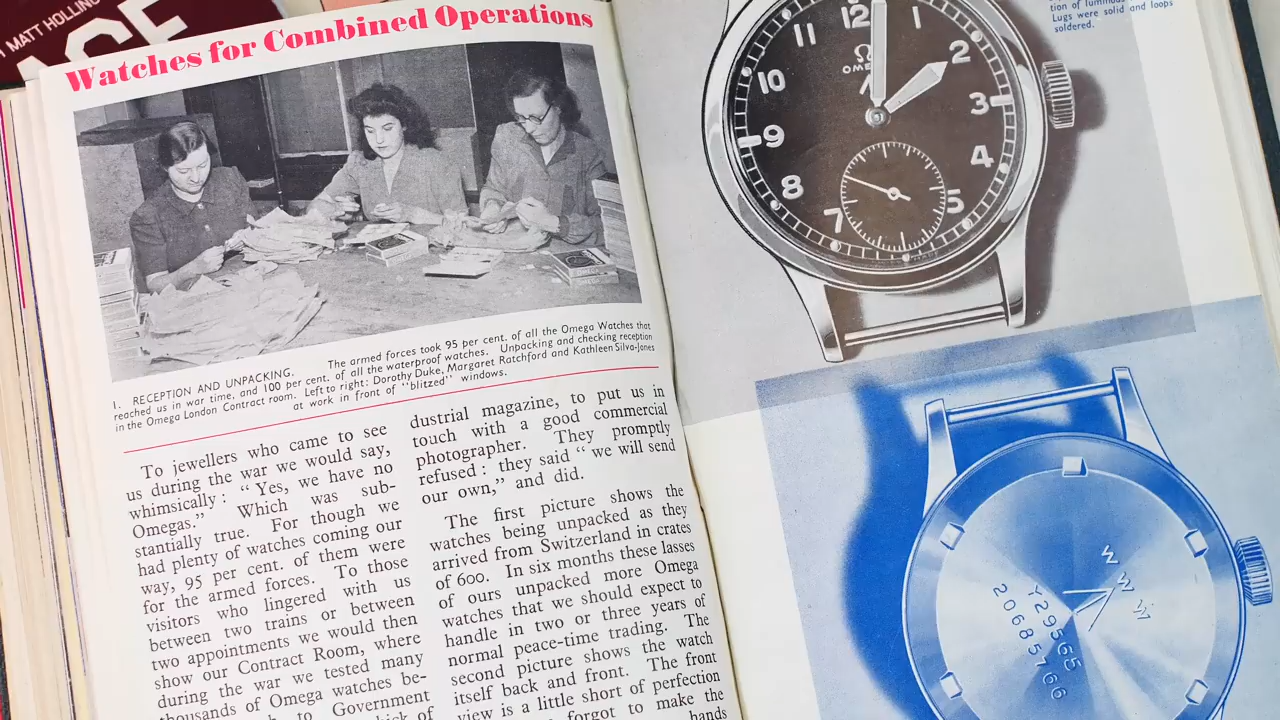 MATT HOLLING
ACE
Watches for Combined Operations
1. RECEPTION AND UNPACKING. The armed forces took 95 per cent. of all the Omega Watches that
reached us in war time, and 100 per cent. of all the waterproof watches. Unpacking and checking reception
in the Omega London Contract room. Left to right: Dorothy Duke, Margaret Ratchford and Kathleen Silva-Jones
at work in front of "blitzed" windows.
To jewellers who came to see
us during the war we would say,
whimsically: "Yes, we have no
Omegas." Which was sub-
stantially true. For though we
had plenty of watches coming our
way, 95 per cent. of them were
for the armed forces. To those
visitors who lingered with us
between two trains or between
two appointments we would then
show our Contract Room, where
during the war we tested many
thousands of Omega watches be-
to Government
of
dustrial magazine, to put us in
touch with a good commercial
photographer. They promptly
refused: they said "we will send
our own," and did.
The first picture shows the
watches being unpacked as they
arrived from Switzerland in crates
of 600. In six months these lasses
of ours unpacked more Omega
watches that we should expect to
handle in two or three years of
normal peace-time trading. The
second picture shows the watch
itself back and front. The front
view is a little short of perfection
forgot to make the
hands
tion of luminous
Lugs were solid and loops
soldered.
11 12 1
10 2
9 3
8 4
7 5
Ω
OME
W W W
Y29565
20685166